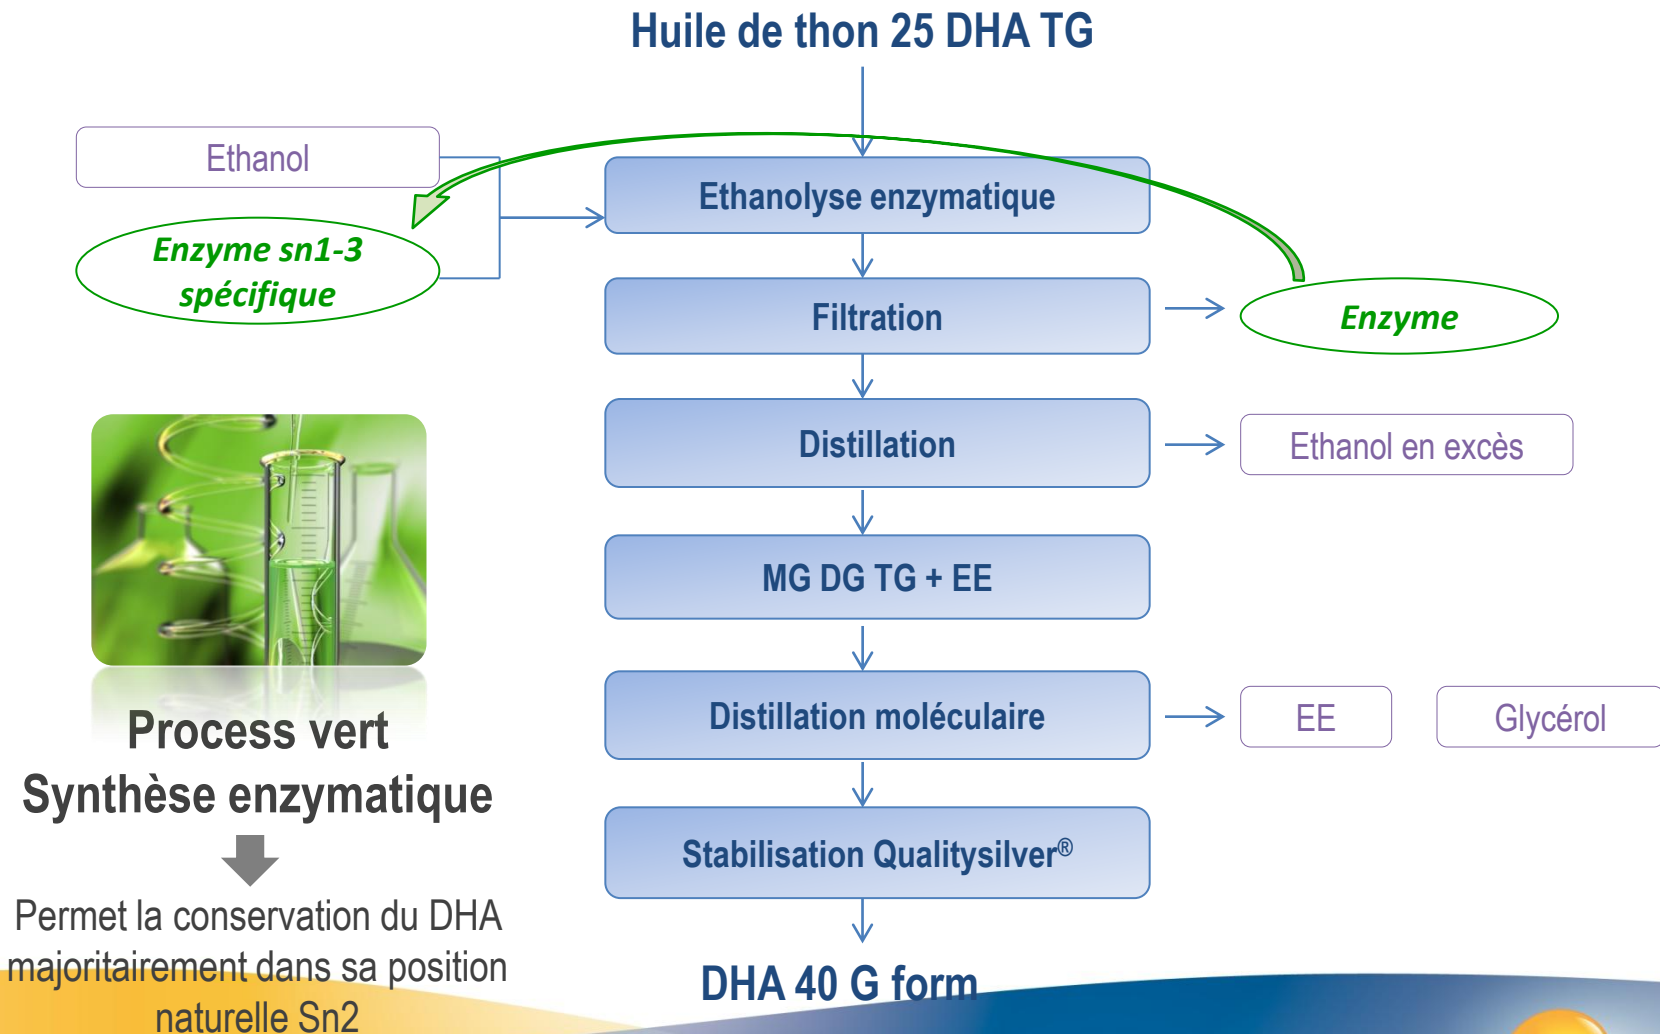 Huile de thon 25 DHA TG
Ethanol
Enzyme sn1-3
spécifique
Ethanolyse enzymatique
Filtration
Enzyme
Distillation
Ethanol en excès
MG DG TG + EE
Distillation moléculaire
EE
Glycérol
Stabilisation Qualitysilver®
DHA 40 G form
Process vert
Synthèse enzymatique
Permet la conservation du DHA
majoritairement dans sa position
naturelle Sn2